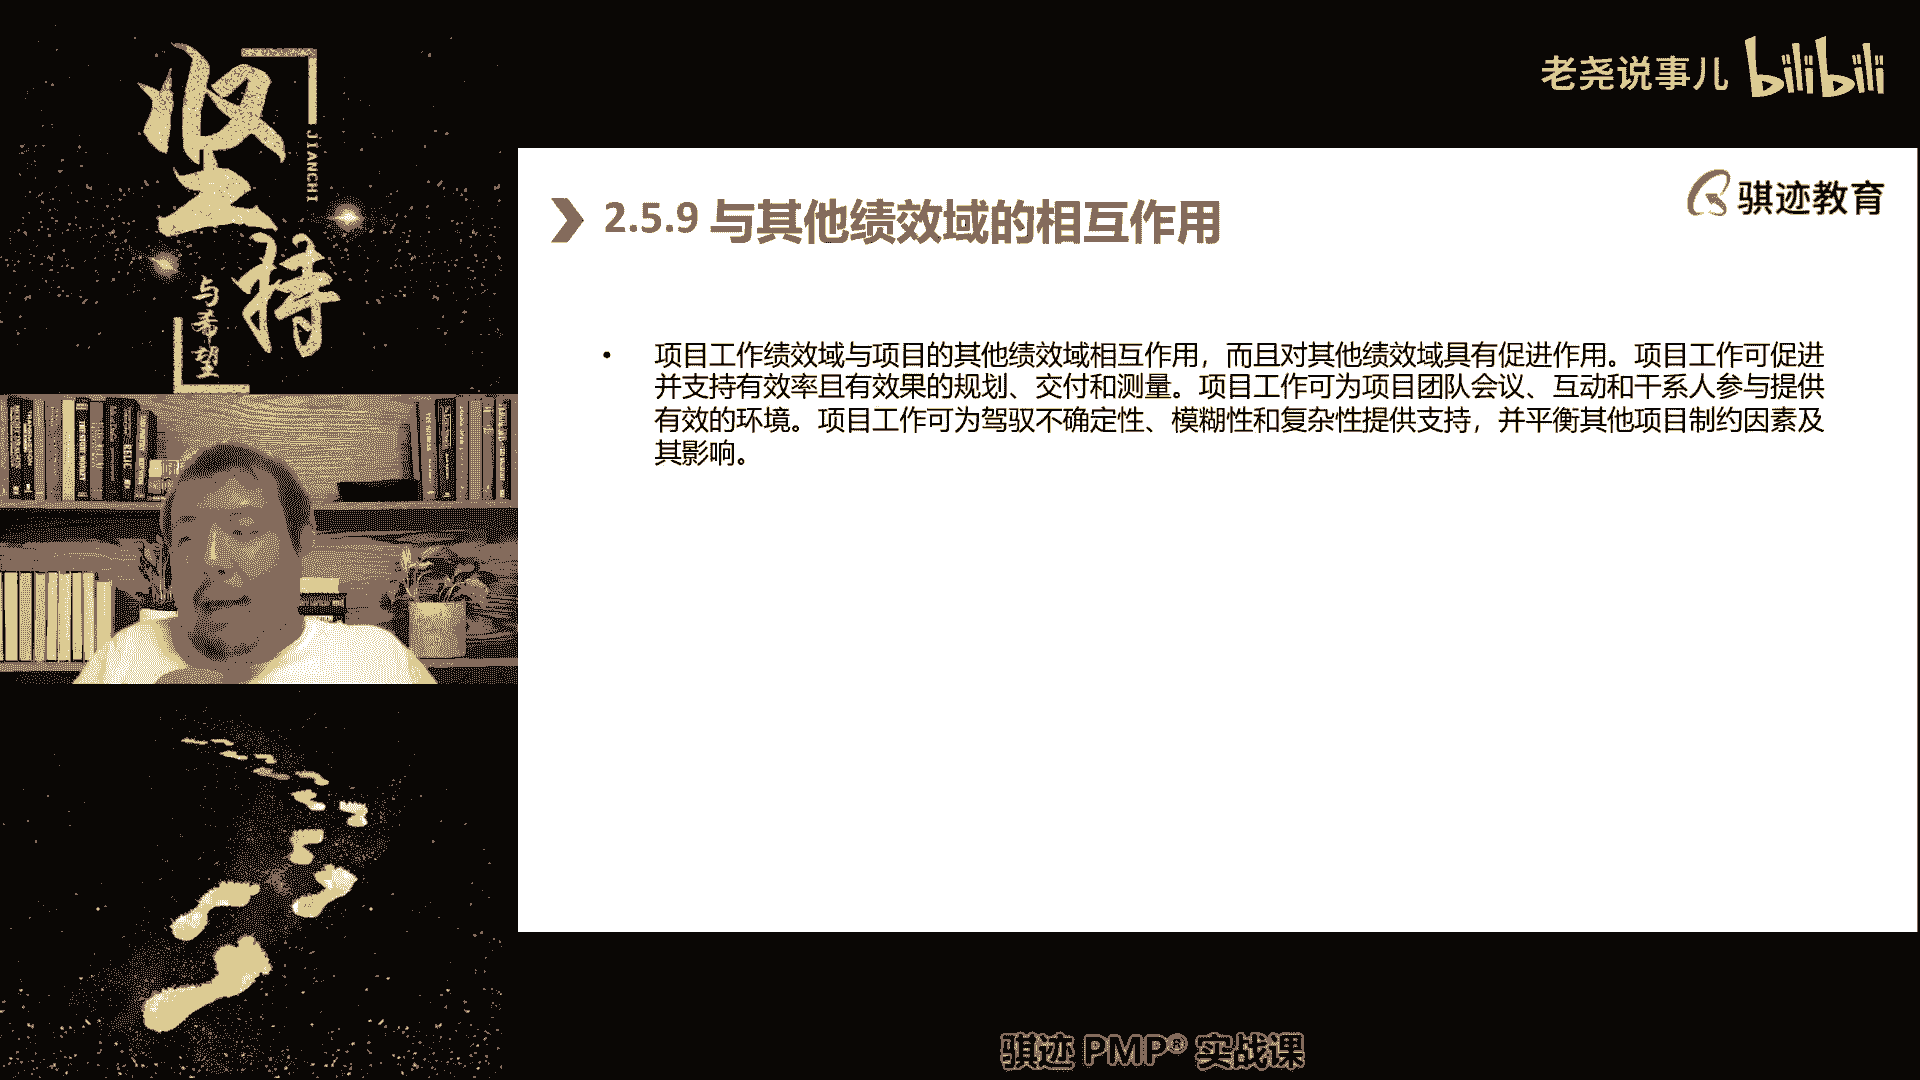 坚持
JIANCHI
与希望
老尧说事儿 bilibili
骐迹教育
2.5.9 与其他绩效域的相互作用
• 项目工作绩效域与项目的其他绩效域相互作用，而且对其他绩效域具有促进作用。项目工作可促进
并支持有效率且有效果的规划、交付和测量。项目工作可为项目团队会议、互动和干系人参与提供
有效的环境。项目工作可为驾驭不确定性、模糊性和复杂性提供支持，并平衡其他项目制约因素及
其影响。
骐迹 PMP® 实战课